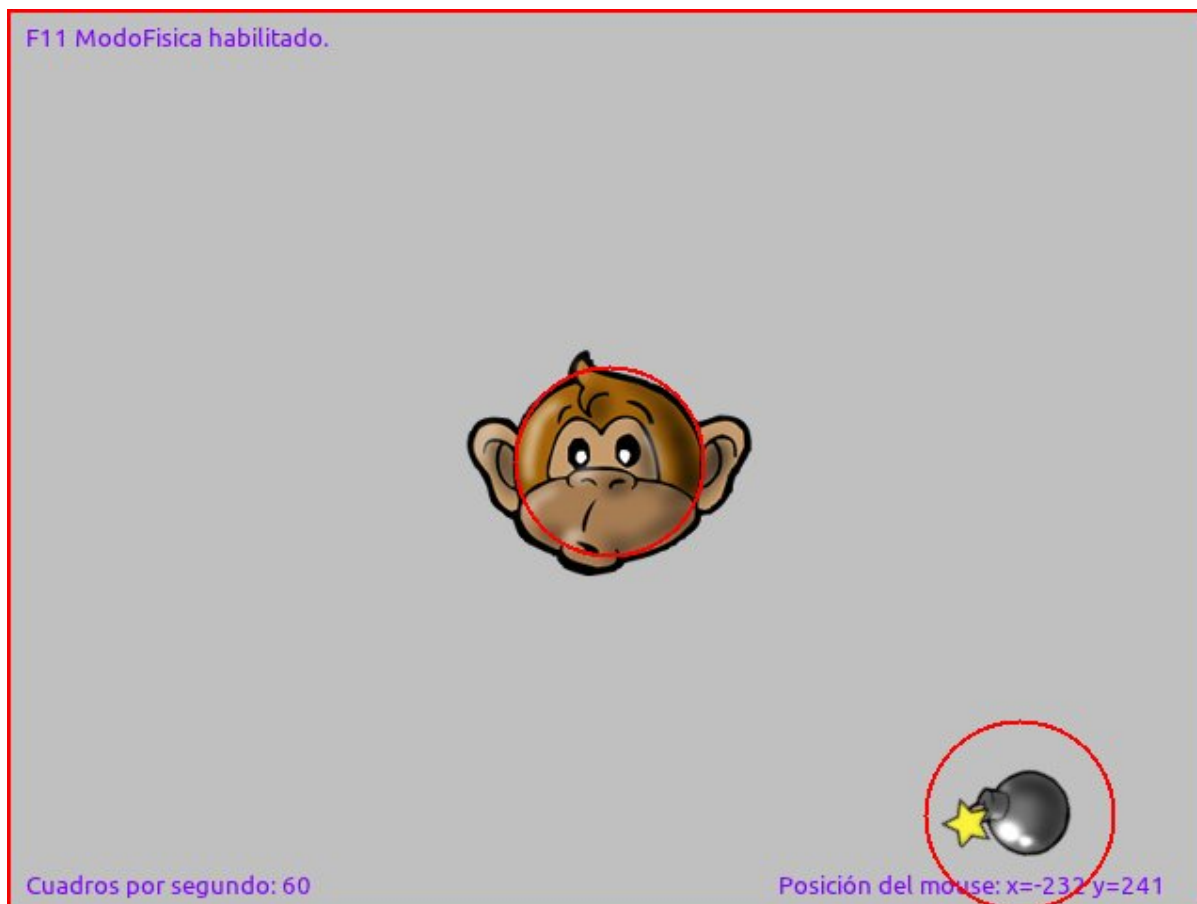 F11 ModoFisica habilitado.
Cuadros por segundo: 60
Posición del mouse: x=-232 y=241